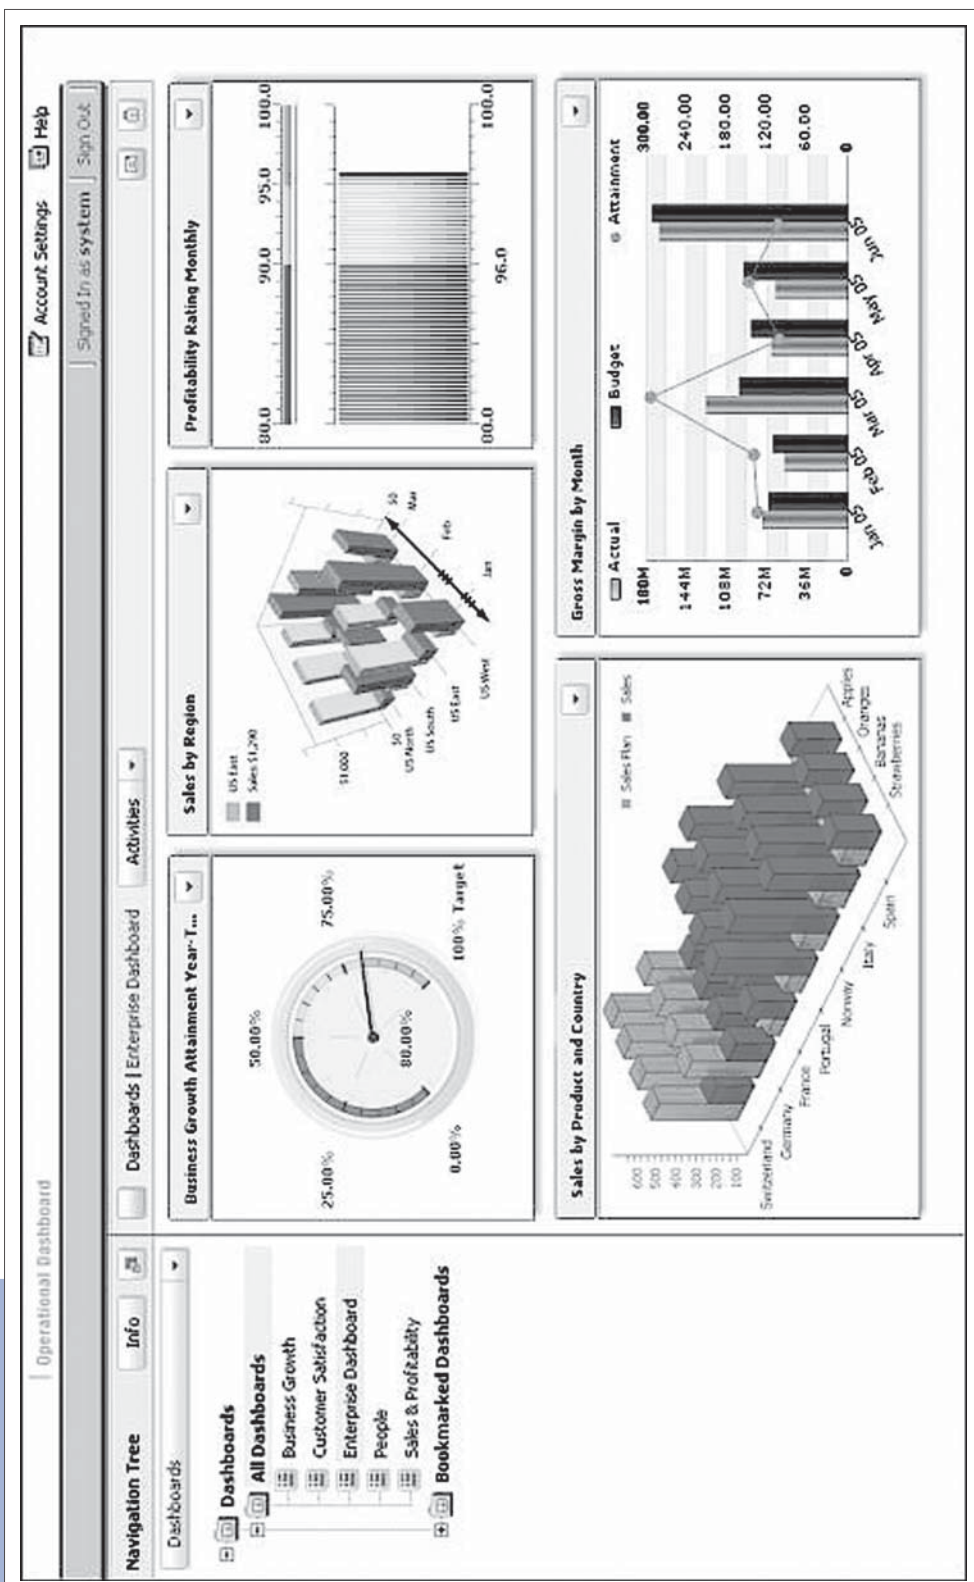 Operational Dashboard
Account Settings
Help
Signed In as system
Sign Out
Navigation Tree
Info
Dashboards | Enterprise Dashboard
Activities
Dashboards
Dashboards
All Dashboards
Business Growth
Customer Satisfaction
Enterprise Dashboard
People
Sales & Profitability
Bookmarked Dashboards
Business Growth Attainment Year-T...
50.00%
25.00%
75.00%
80.00%
0.00%
100% Target
Sales by Region
US East
Sales: $1,290
$1,000
$0
US North
US South
US East
US West
Jan
Feb
Mar
$0
Profitability Rating Monthly
80.0
90.0
95.0
100.0
80.0
96.0
100.0
Sales by Product and Country
Sales Plan
Sales
600
500
400
300
200
100
Switzerland
Germany
France
Portugal
Norway
Italy
Spain
Strawberries
Bananas
Oranges
Apples
Gross Margin by Month
Actual
Budget
Attainment
180M
144M
108M
72M
36M
0
300.00
240.00
180.00
120.00
60.00
0
Jan 05
Feb 05
Mar 05
Apr 05
May 05
Jun 05